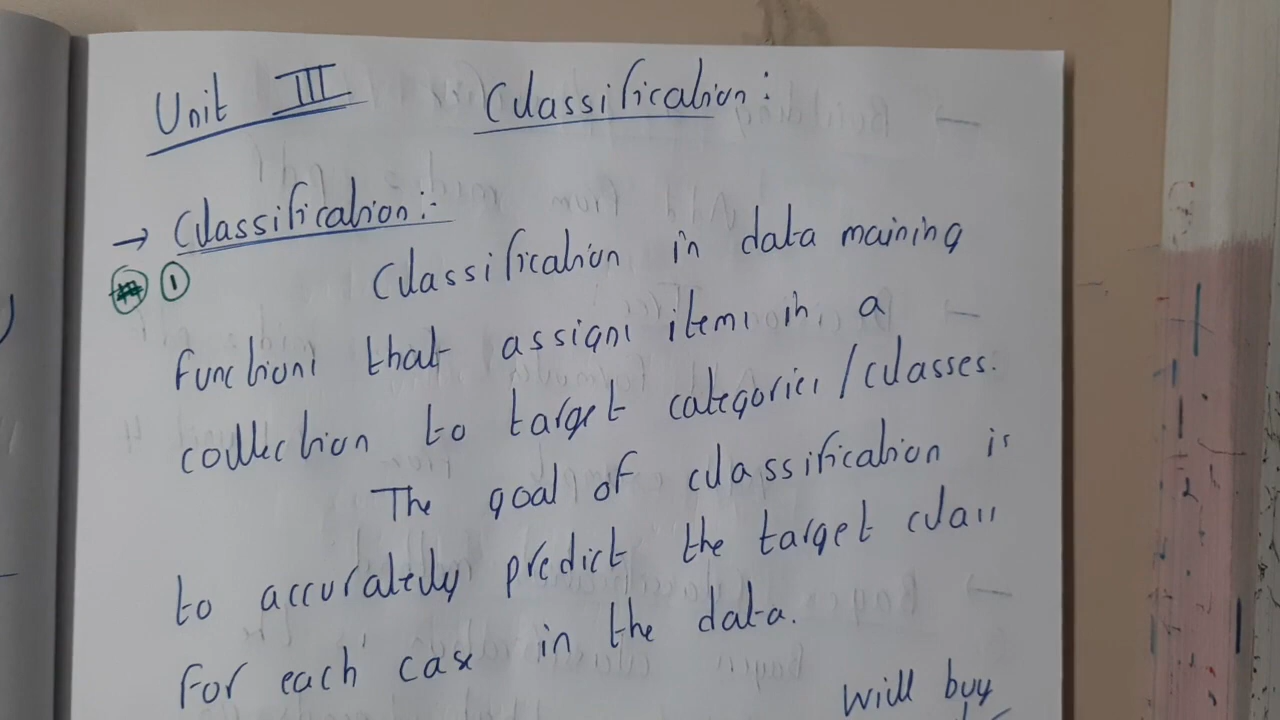 Unit III Classification:
→ Classification:-
① Classification in data maining
functions that assigns items in a
collection to target categories/classes.
The goal of classification is
to accurately predict the target class
for each case in the data.
will buy